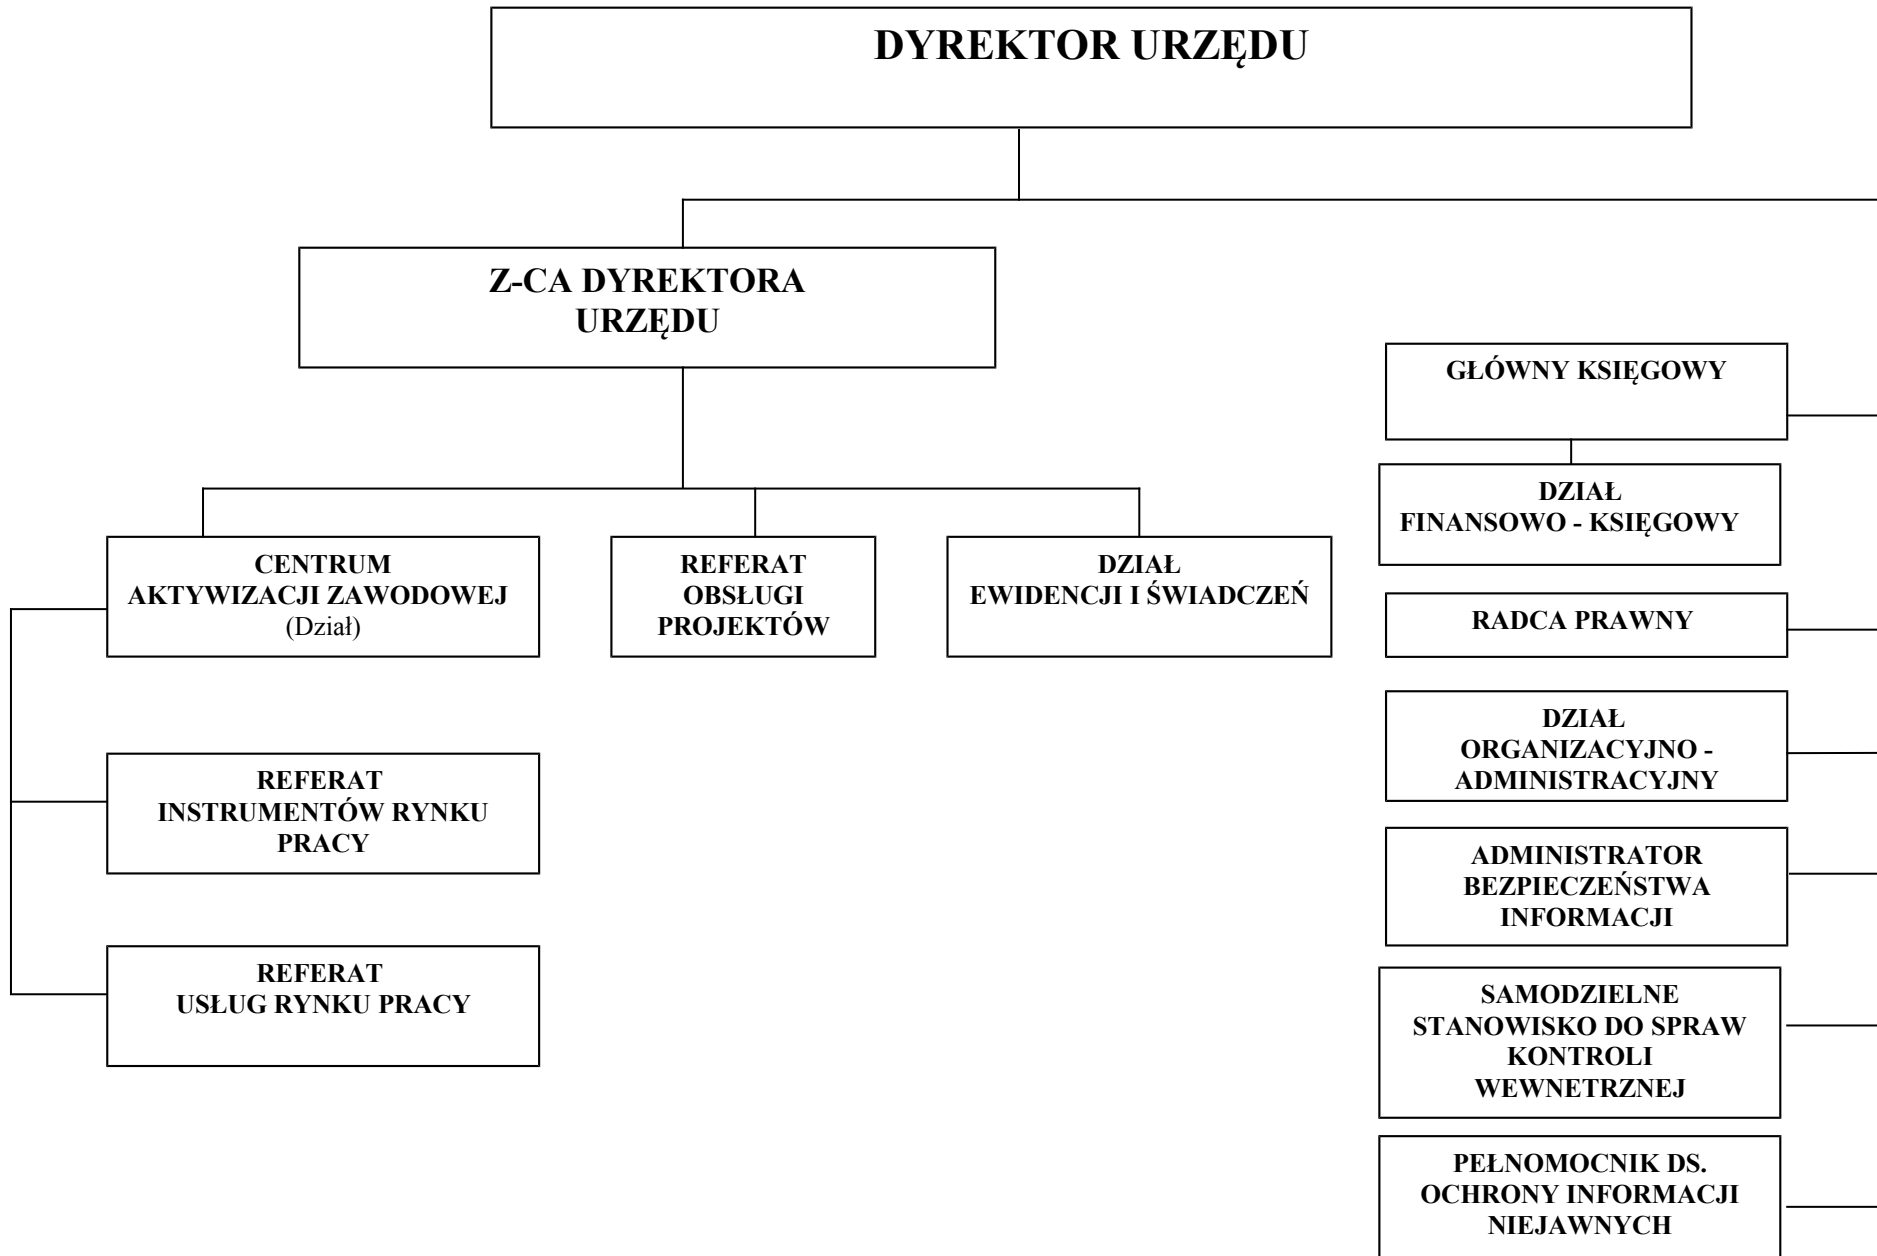 DYREKTOR URZĘDU
Z-CA DYREKTORA
URZĘDU
GŁÓWNY KSIĘGOWY
DZIAŁ
FINANSOWO - KSIĘGOWY
CENTRUM
AKTYWIZACJI ZAWODOWEJ
(Dział)
REFERAT
OBSŁUGI
PROJEKTÓW
DZIAŁ
EWIDENCJI I ŚWIADCZEŃ
RADCA PRAWNY
DZIAŁ
ORGANIZACYJNO -
ADMINISTRACYJNY
REFERAT
INSTRUMENTÓW RYNKU
PRACY
ADMINISTRATOR
BEZPIECZEŃSTWA
INFORMACJI
REFERAT
USŁUG RYNKU PRACY
SAMODZIELNE
STANOWISKO DO SPRAW
KONTROLI
WEWNETRZNEJ
PEŁNOMOCNIK DS.
OCHRONY INFORMACJI
NIEJAWNYCH